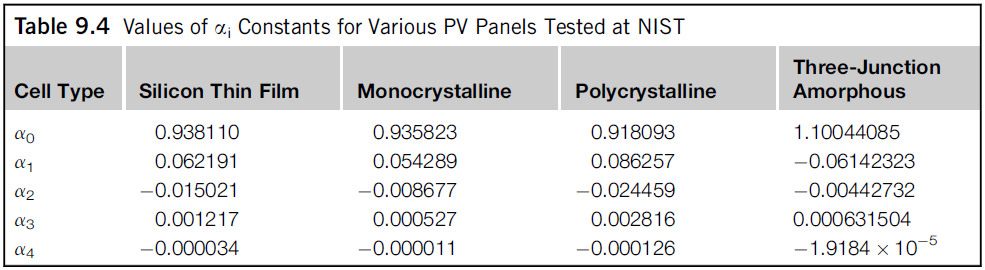 Table 9.4 Values of αi Constants for Various PV Panels Tested at NIST
Cell Type Silicon Thin Film Monocrystalline Polycrystalline Three-Junction Amorphous
α0 0.938110 0.935823 0.918093 1.10044085
α1 0.062191 0.054289 0.086257 −0.06142323
α2 −0.015021 −0.008677 −0.024459 −0.00442732
α3 0.001217 0.000527 0.002816 0.000631504
α4 −0.000034 −0.000011 −0.000126 −1.9184 × 10⁻⁵